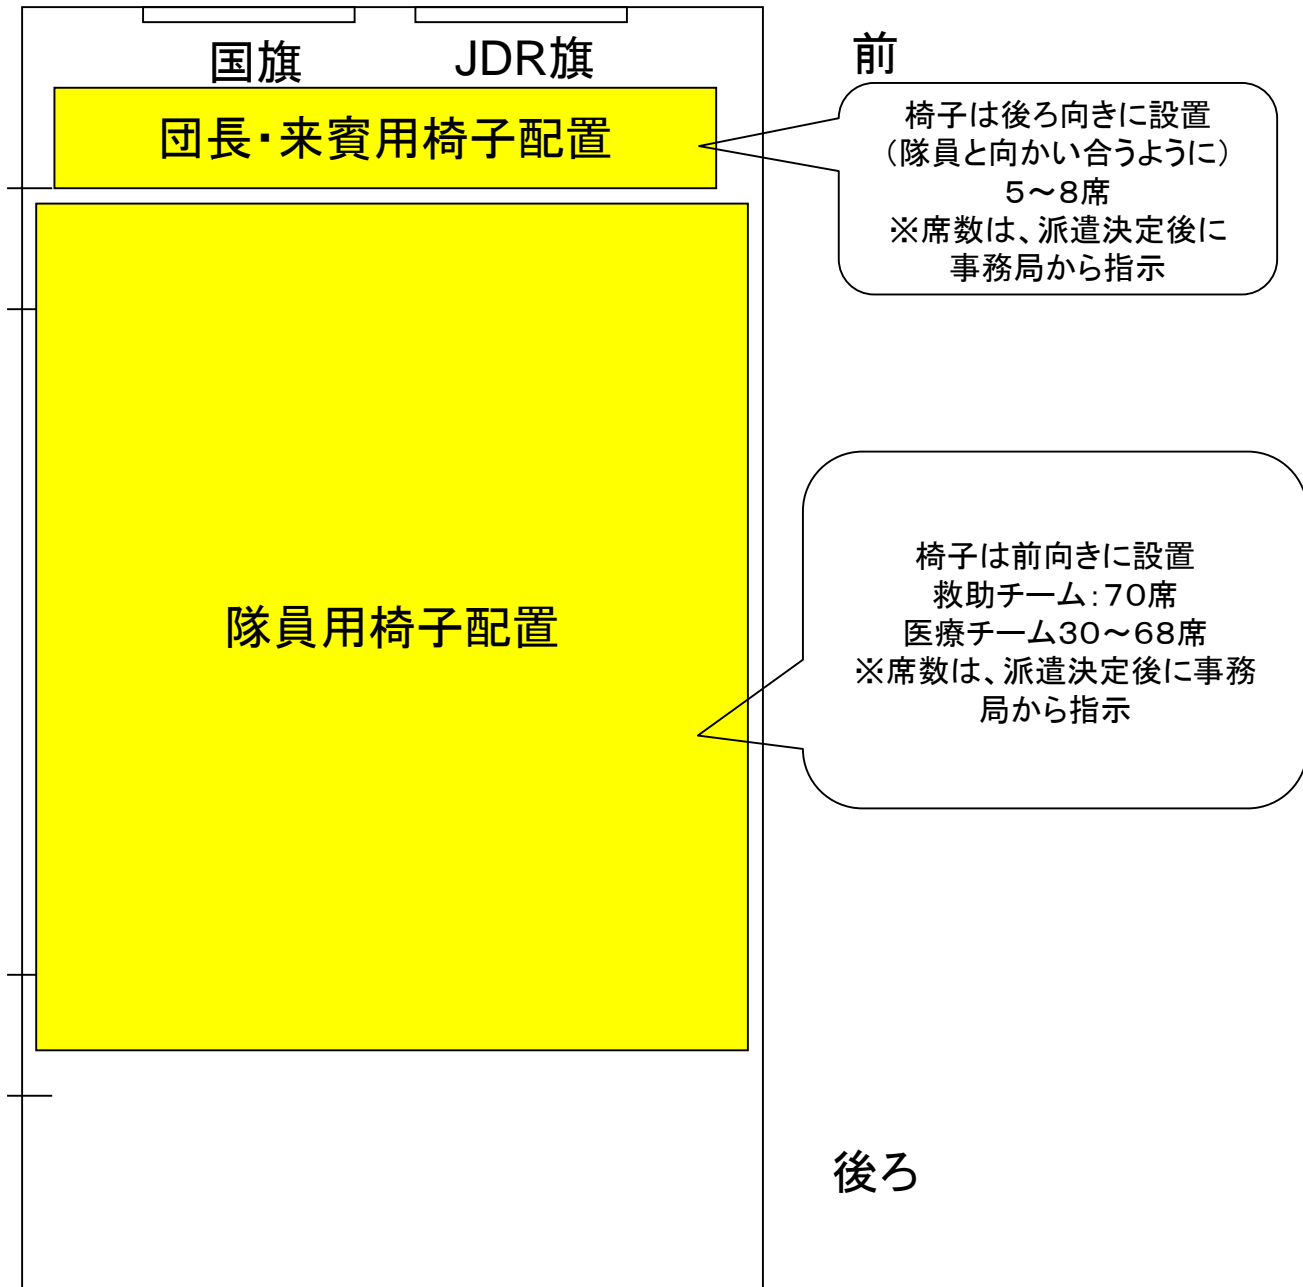 国旗
JDR旗
前
団長・来賓用椅子配置
椅子は後ろ向きに設置
（隊員と向かい合うように）
５～８席
※席数は、派遣決定後に
事務局から指示
隊員用椅子配置
椅子は前向きに設置
救助チーム：７０席
医療チーム３０～６８席
※席数は、派遣決定後に事務
局から指示
後ろ